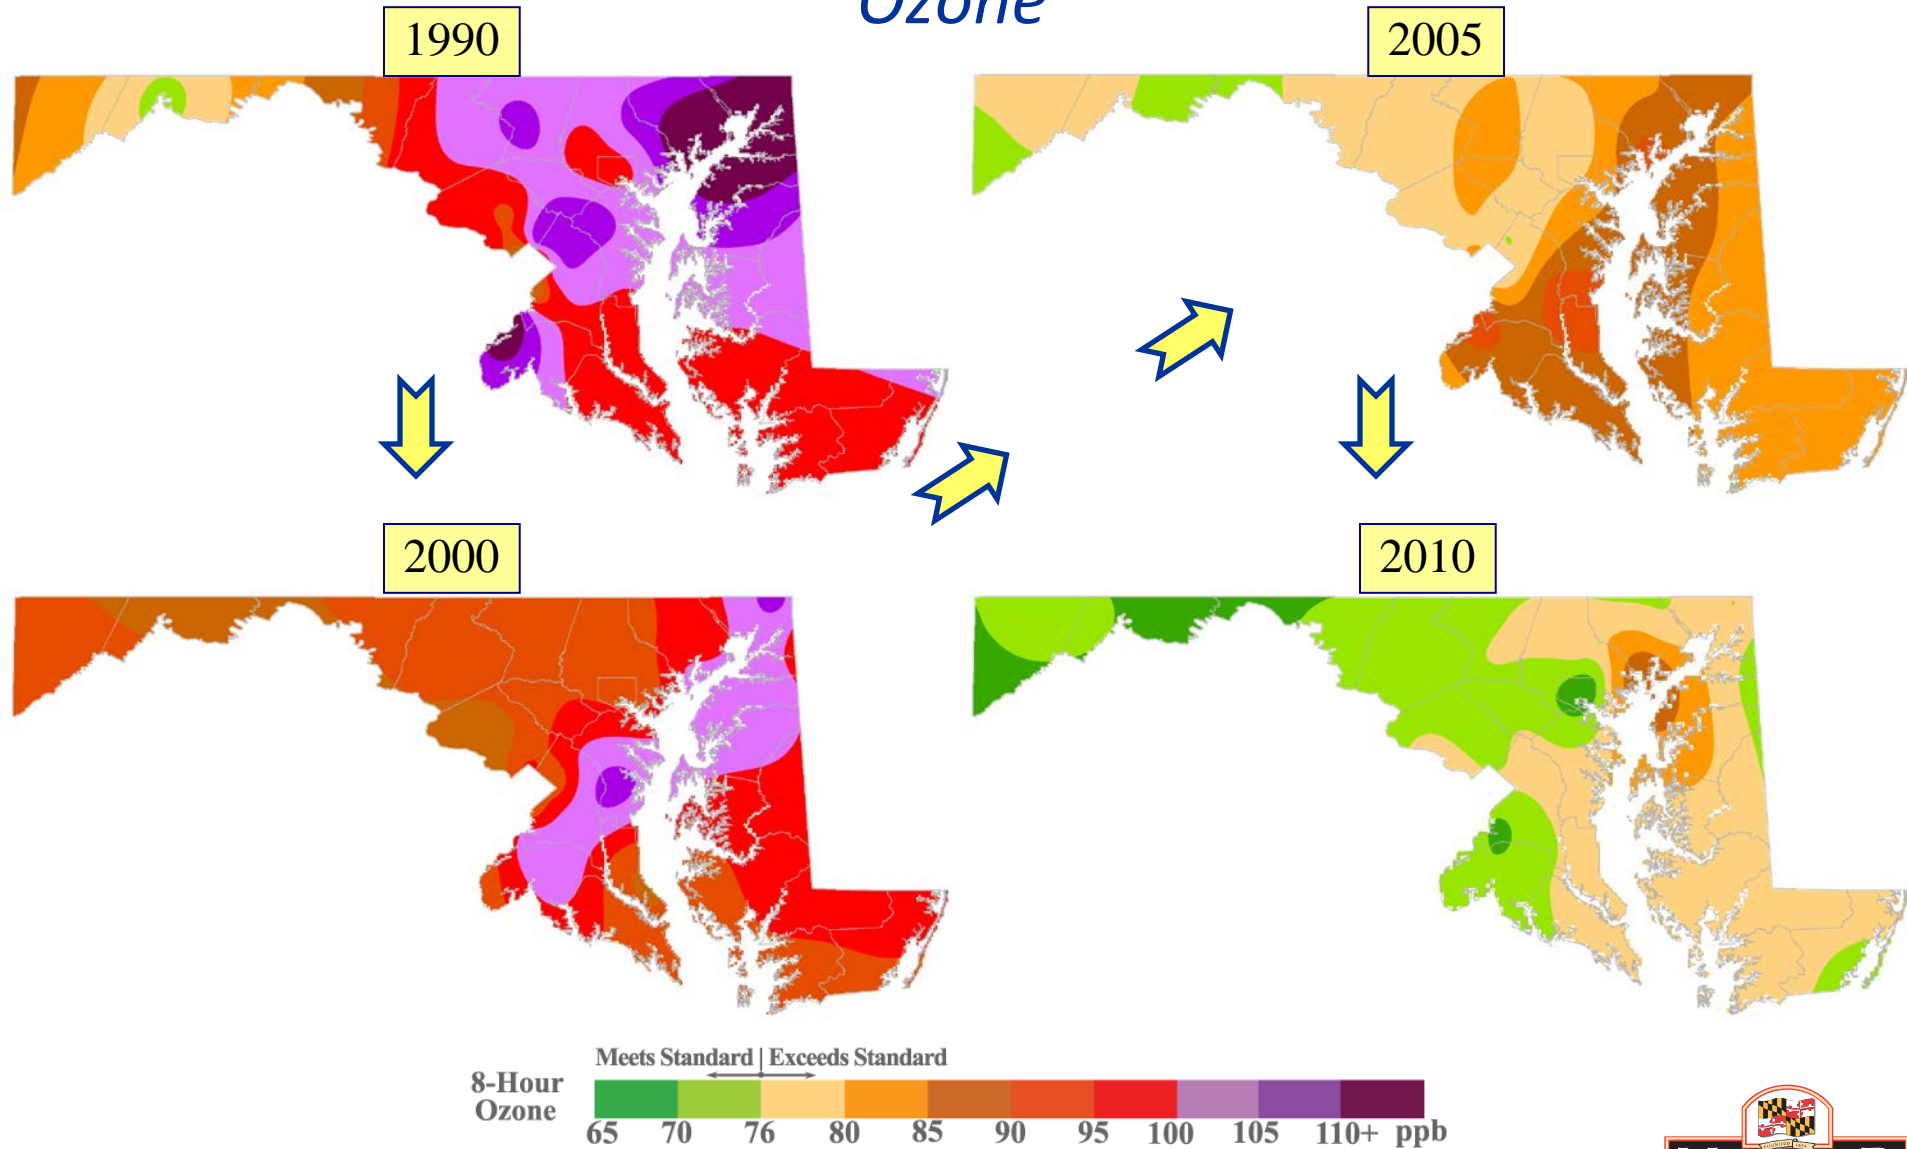 Ozone
1990
2005
2000
2010
Meets Standard | Exceeds Standard
8-Hour
Ozone
65 70 76 80 85 90 95 100 105 110+ ppb